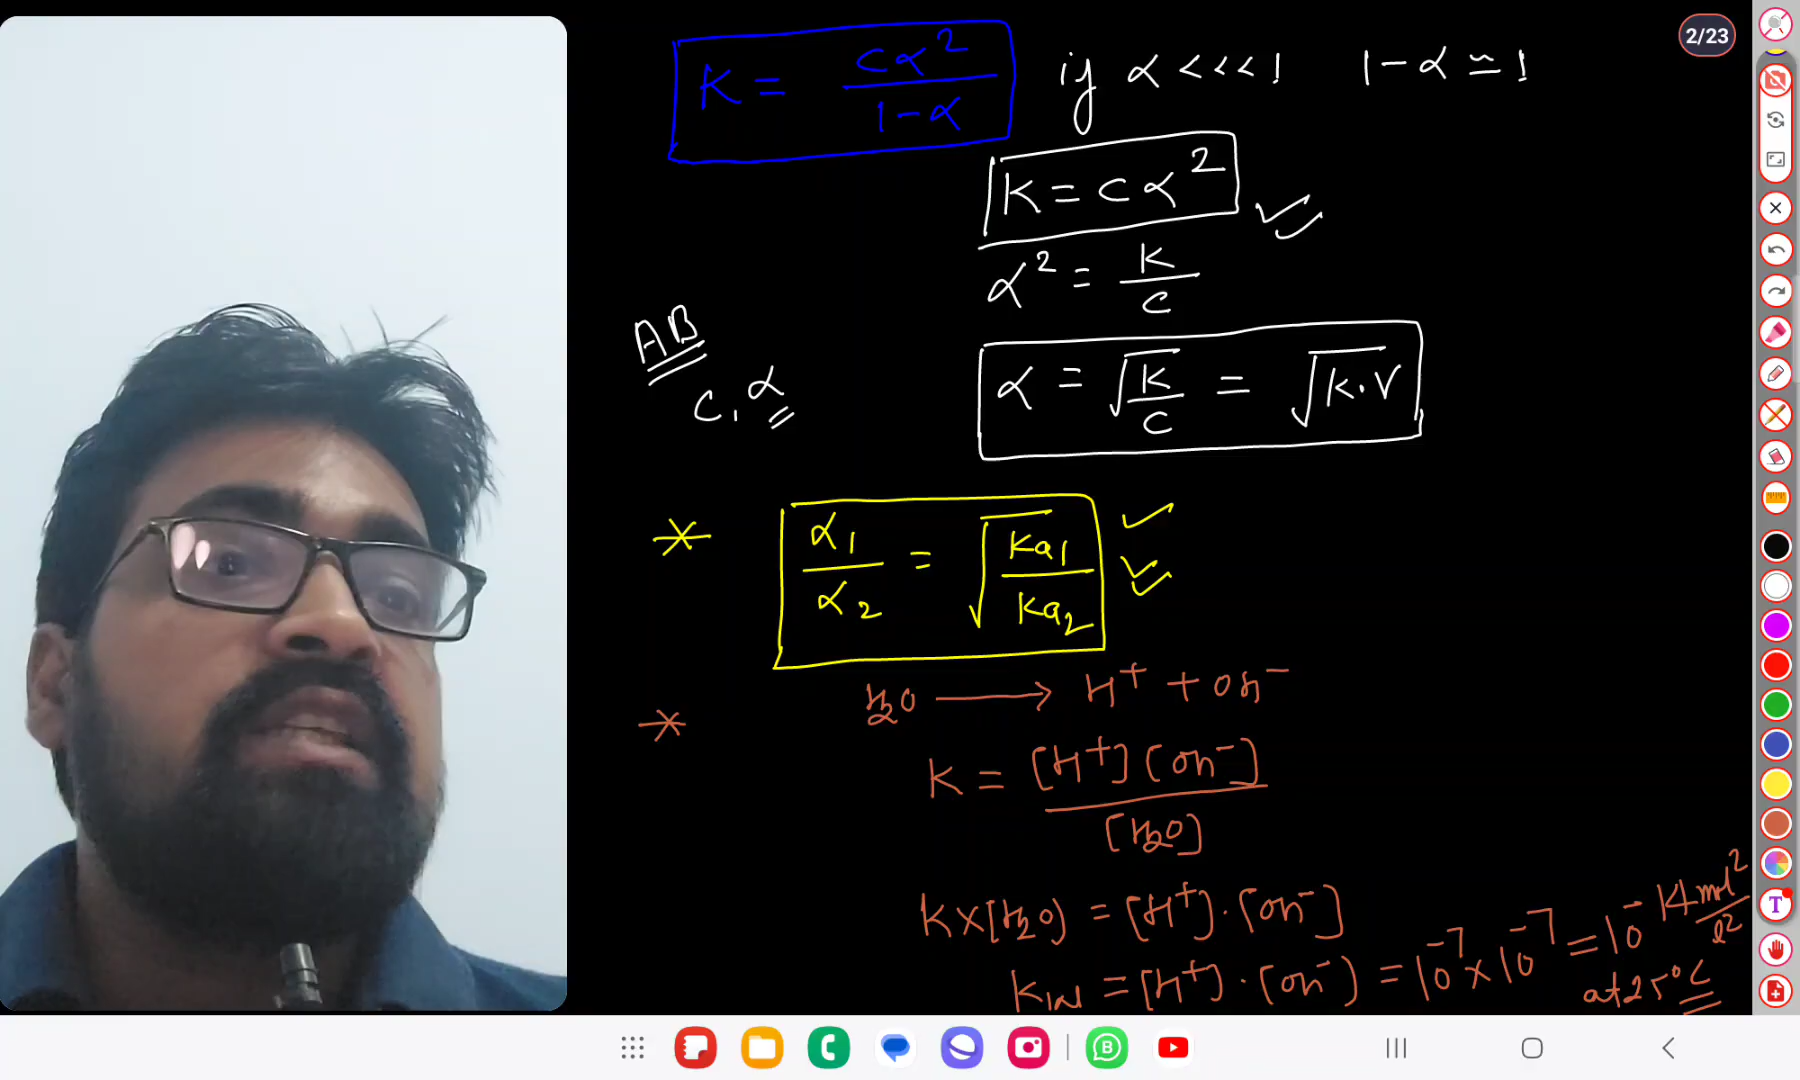 2/23
K = cα²/(1-α) if α <<< 1 1-α ≃ 1
K = cα²
α² = K/c
AB
c, α
α = √(K/c) = √(K.V)
* α₁/α₂ = √(Ka₁/Ka₂)
* H₂O → H⁺ + OH⁻
K = [H⁺][OH⁻]/[H₂O]
K×[H₂O] = [H⁺].[OH⁻]
Kw = [H⁺].[OH⁻] = 10⁻⁷×10⁻⁷ = 10⁻¹⁴ mol²/l²
at 25°C
T
B